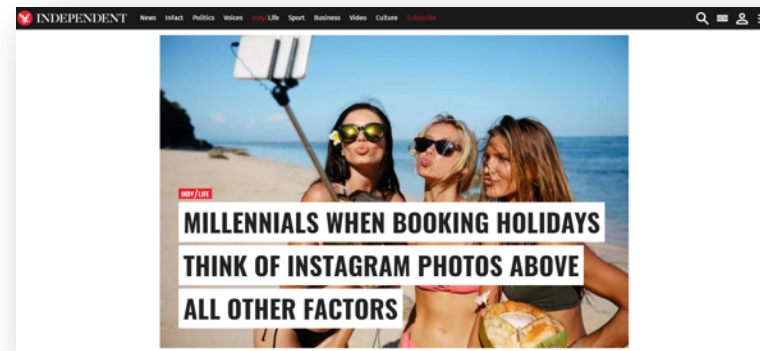 INDEPENDENT News InFact Politics Voices Indy/Life Sport Business Video Culture Subscribe
INDY/LIFE
MILLENNIALS WHEN BOOKING HOLIDAYS
THINK OF INSTAGRAM PHOTOS ABOVE
ALL OTHER FACTORS